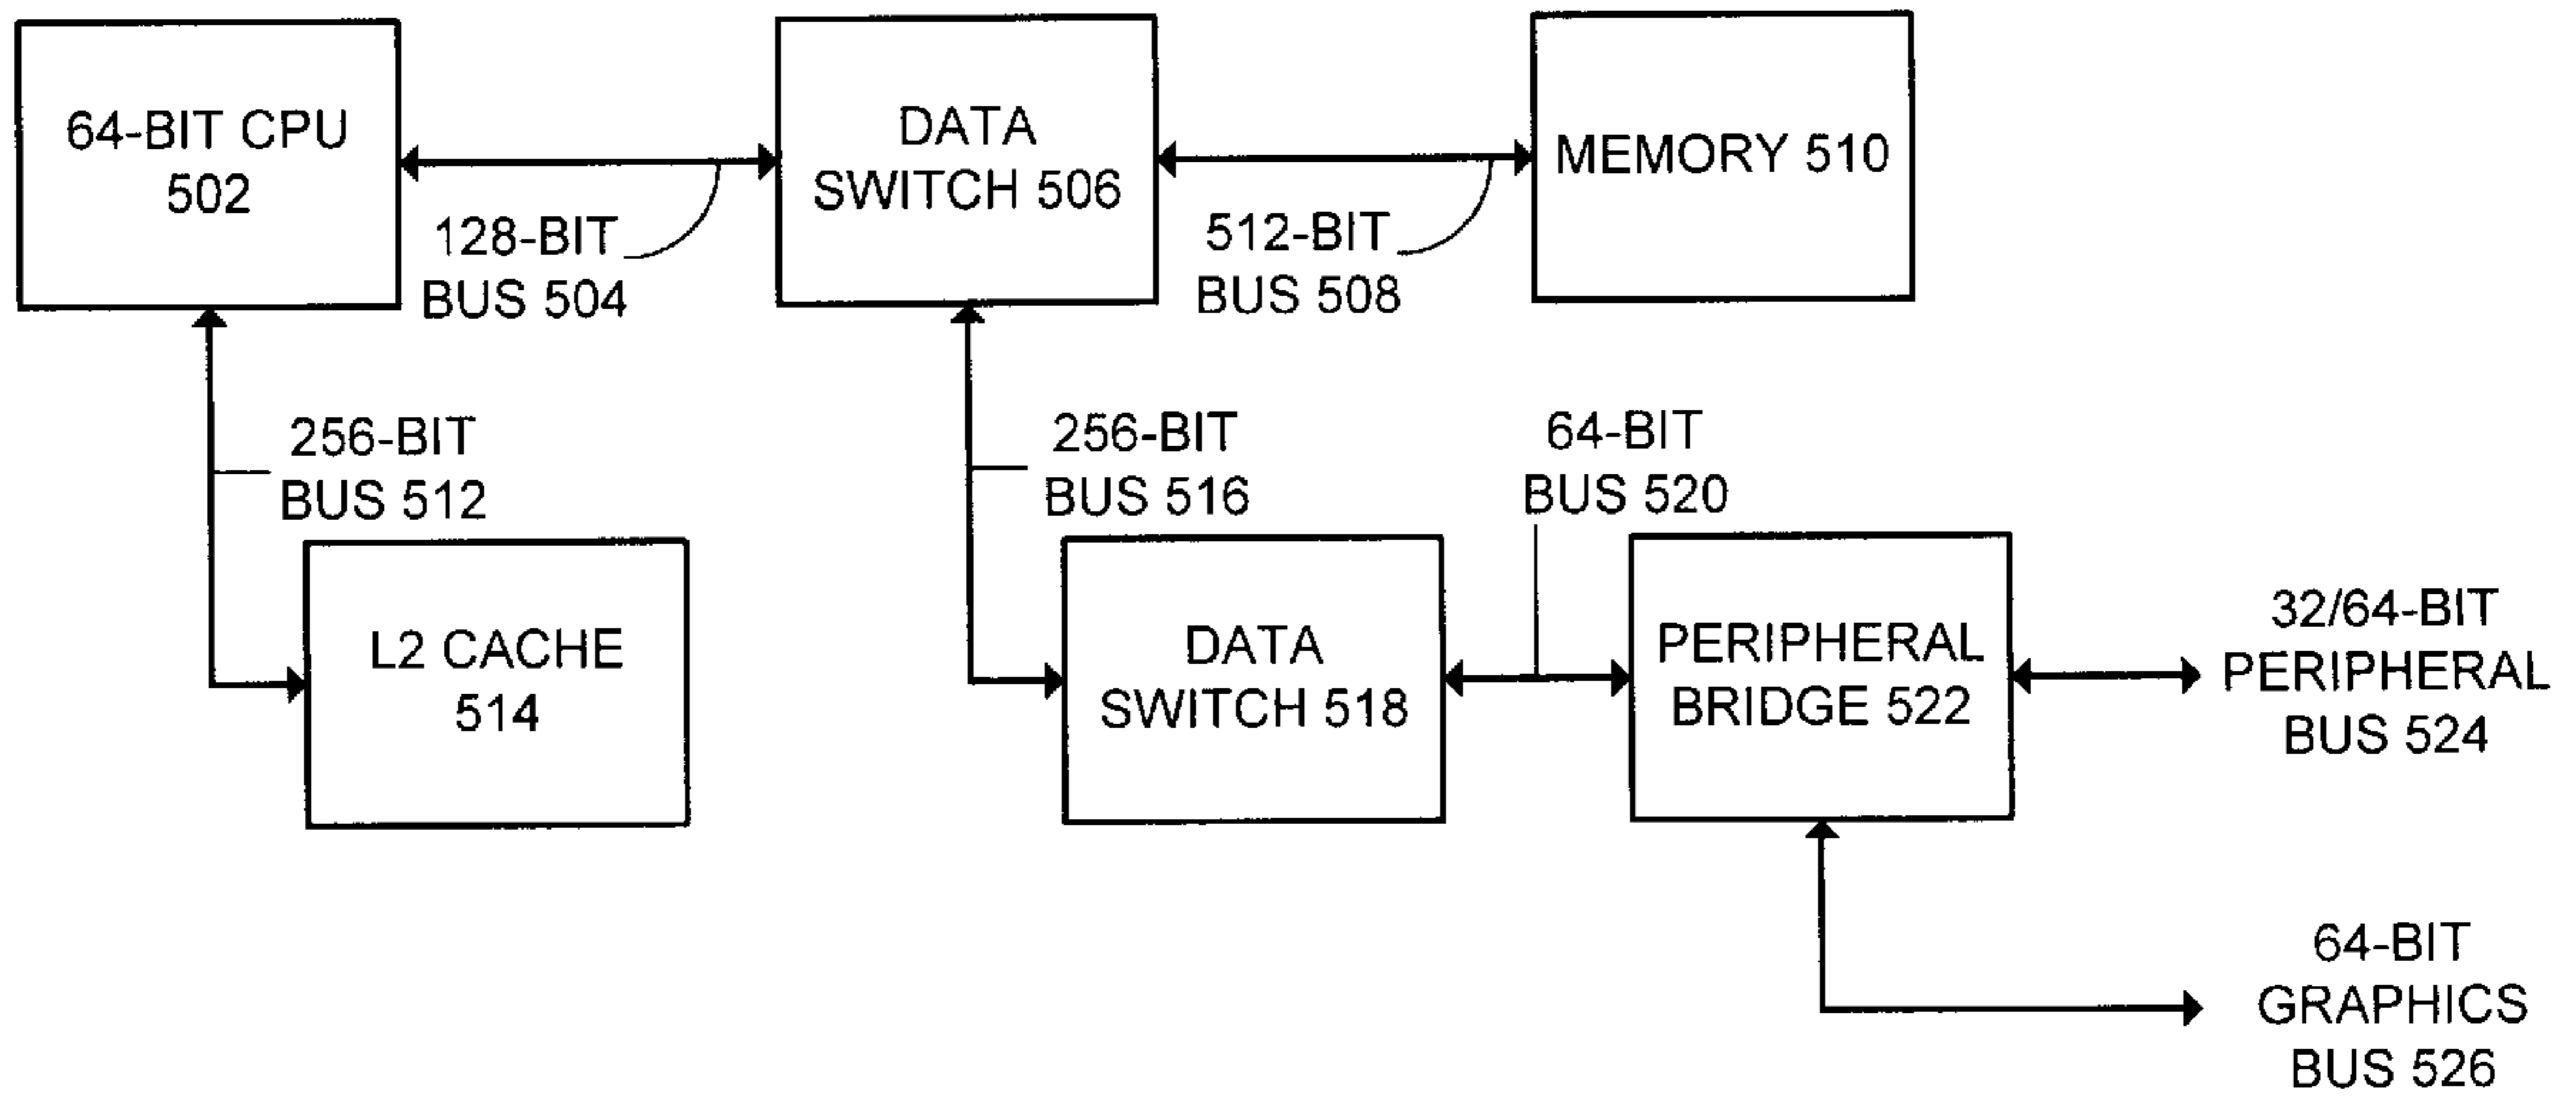 64-BIT CPU
502
128-BIT
BUS 504
DATA
SWITCH 506
512-BIT
BUS 508
MEMORY 510
256-BIT
BUS 512
L2 CACHE
514
256-BIT
BUS 516
DATA
SWITCH 518
64-BIT
BUS 520
PERIPHERAL
BRIDGE 522
32/64-BIT
PERIPHERAL
BUS 524
64-BIT
GRAPHICS
BUS 526